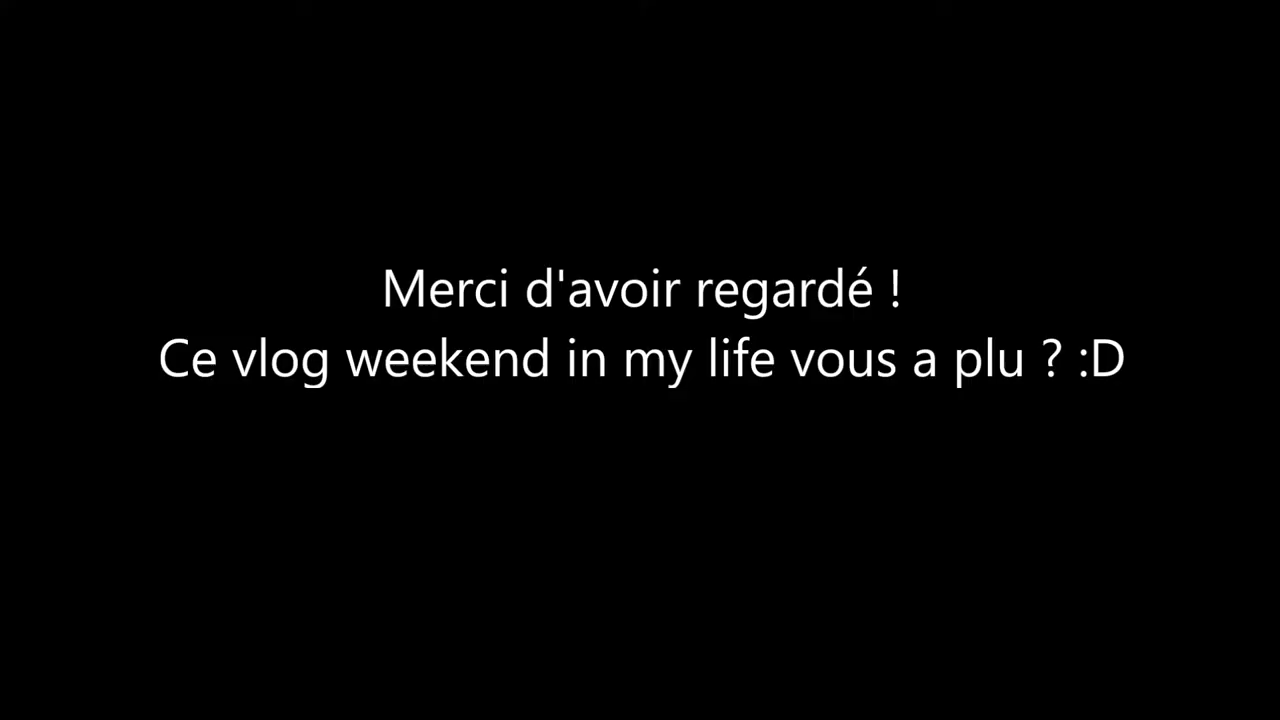 Merci d'avoir regardé !
Ce vlog weekend in my life vous a plu ? :D